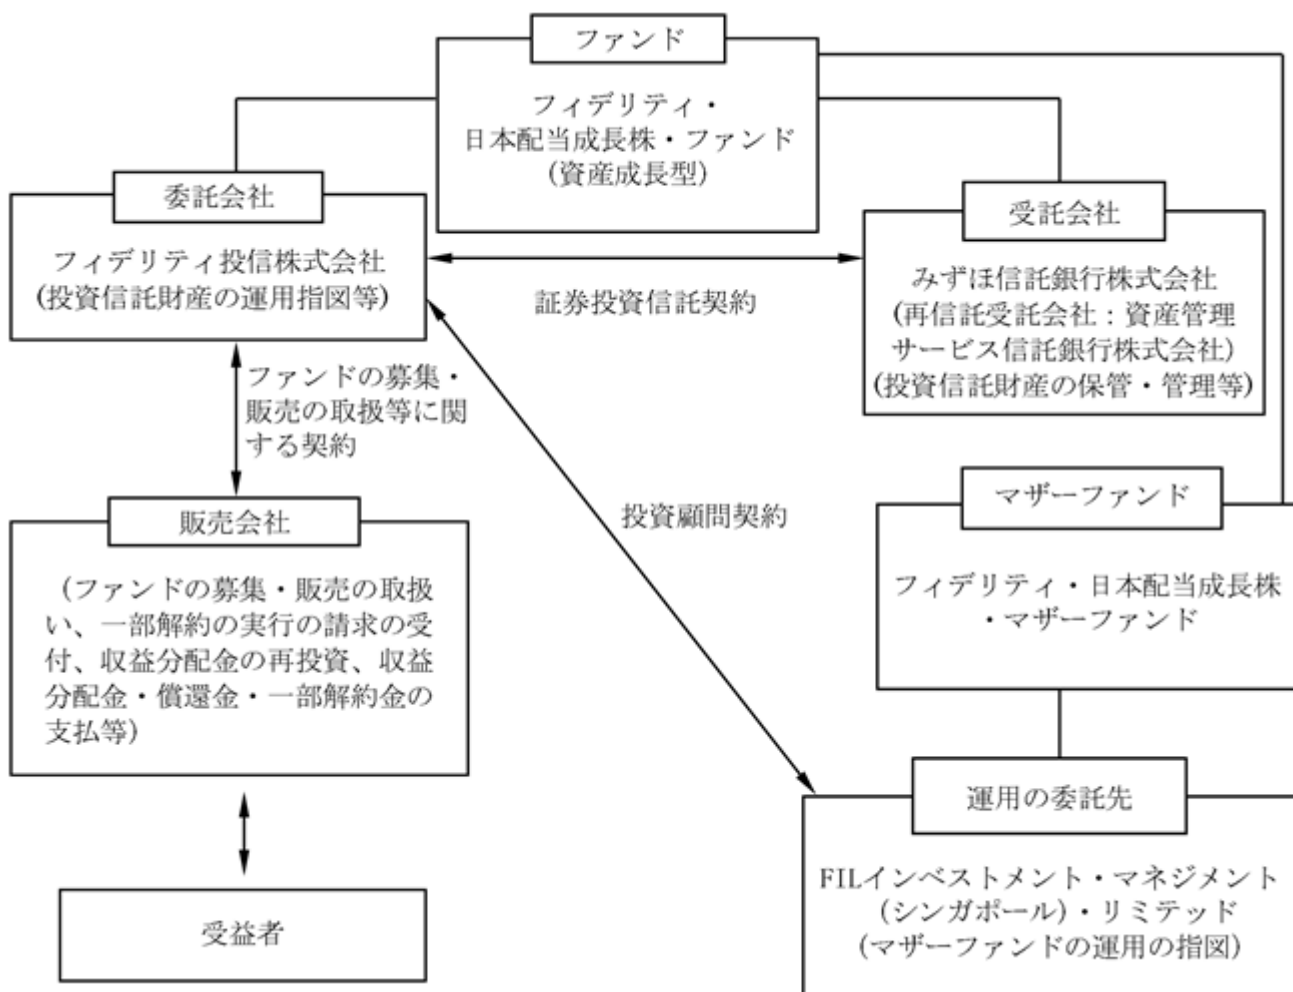 ファンド
フィデリティ・
日本配当成長株・ファンド
(資産成長型)
委託会社
フィデリティ投信株式会社
(投資信託財産の運用指図等)
受託会社
みずほ信託銀行株式会社
(再信託受託会社：資産管理
サービス信託銀行株式会社)
(投資信託財産の保管・管理等)
証券投資信託契約
ファンドの募集・
販売の取扱等に関
する契約
販売会社
(ファンドの募集・販売の取扱
い、一部解約の実行の請求の受
付、収益分配金の再投資、収益
分配金・償還金・一部解約金の
支払等)
投資顧問契約
マザーファンド
フィデリティ・日本配当成長株
・マザーファンド
運用の委託先
FILインベストメント・マネジメント
(シンガポール)・リミテッド
(マザーファンドの運用の指図)
受益者